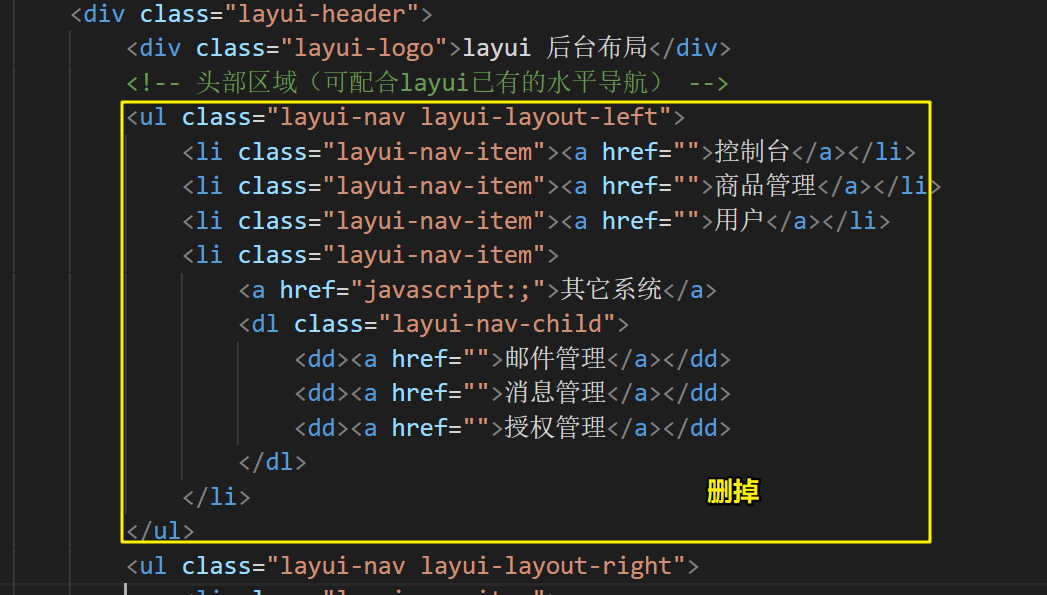 <div class="layui-header">
<div class="layui-logo">layui 后台布局</div>
<!-- 头部区域（可配合layui已有的水平导航） -->
<ul class="layui-nav layui-layout-left">
<li class="layui-nav-item"><a href="">控制台</a></li>
<li class="layui-nav-item"><a href="">商品管理</a></li>
<li class="layui-nav-item"><a href="">用户</a></li>
<li class="layui-nav-item">
<a href="javascript:;">其它系统</a>
<dl class="layui-nav-child">
<dd><a href="">邮件管理</a></dd>
<dd><a href="">消息管理</a></dd>
<dd><a href="">授权管理</a></dd>
</dl>
</li>
删掉
</ul>
<ul class="layui-nav layui-layout-right">